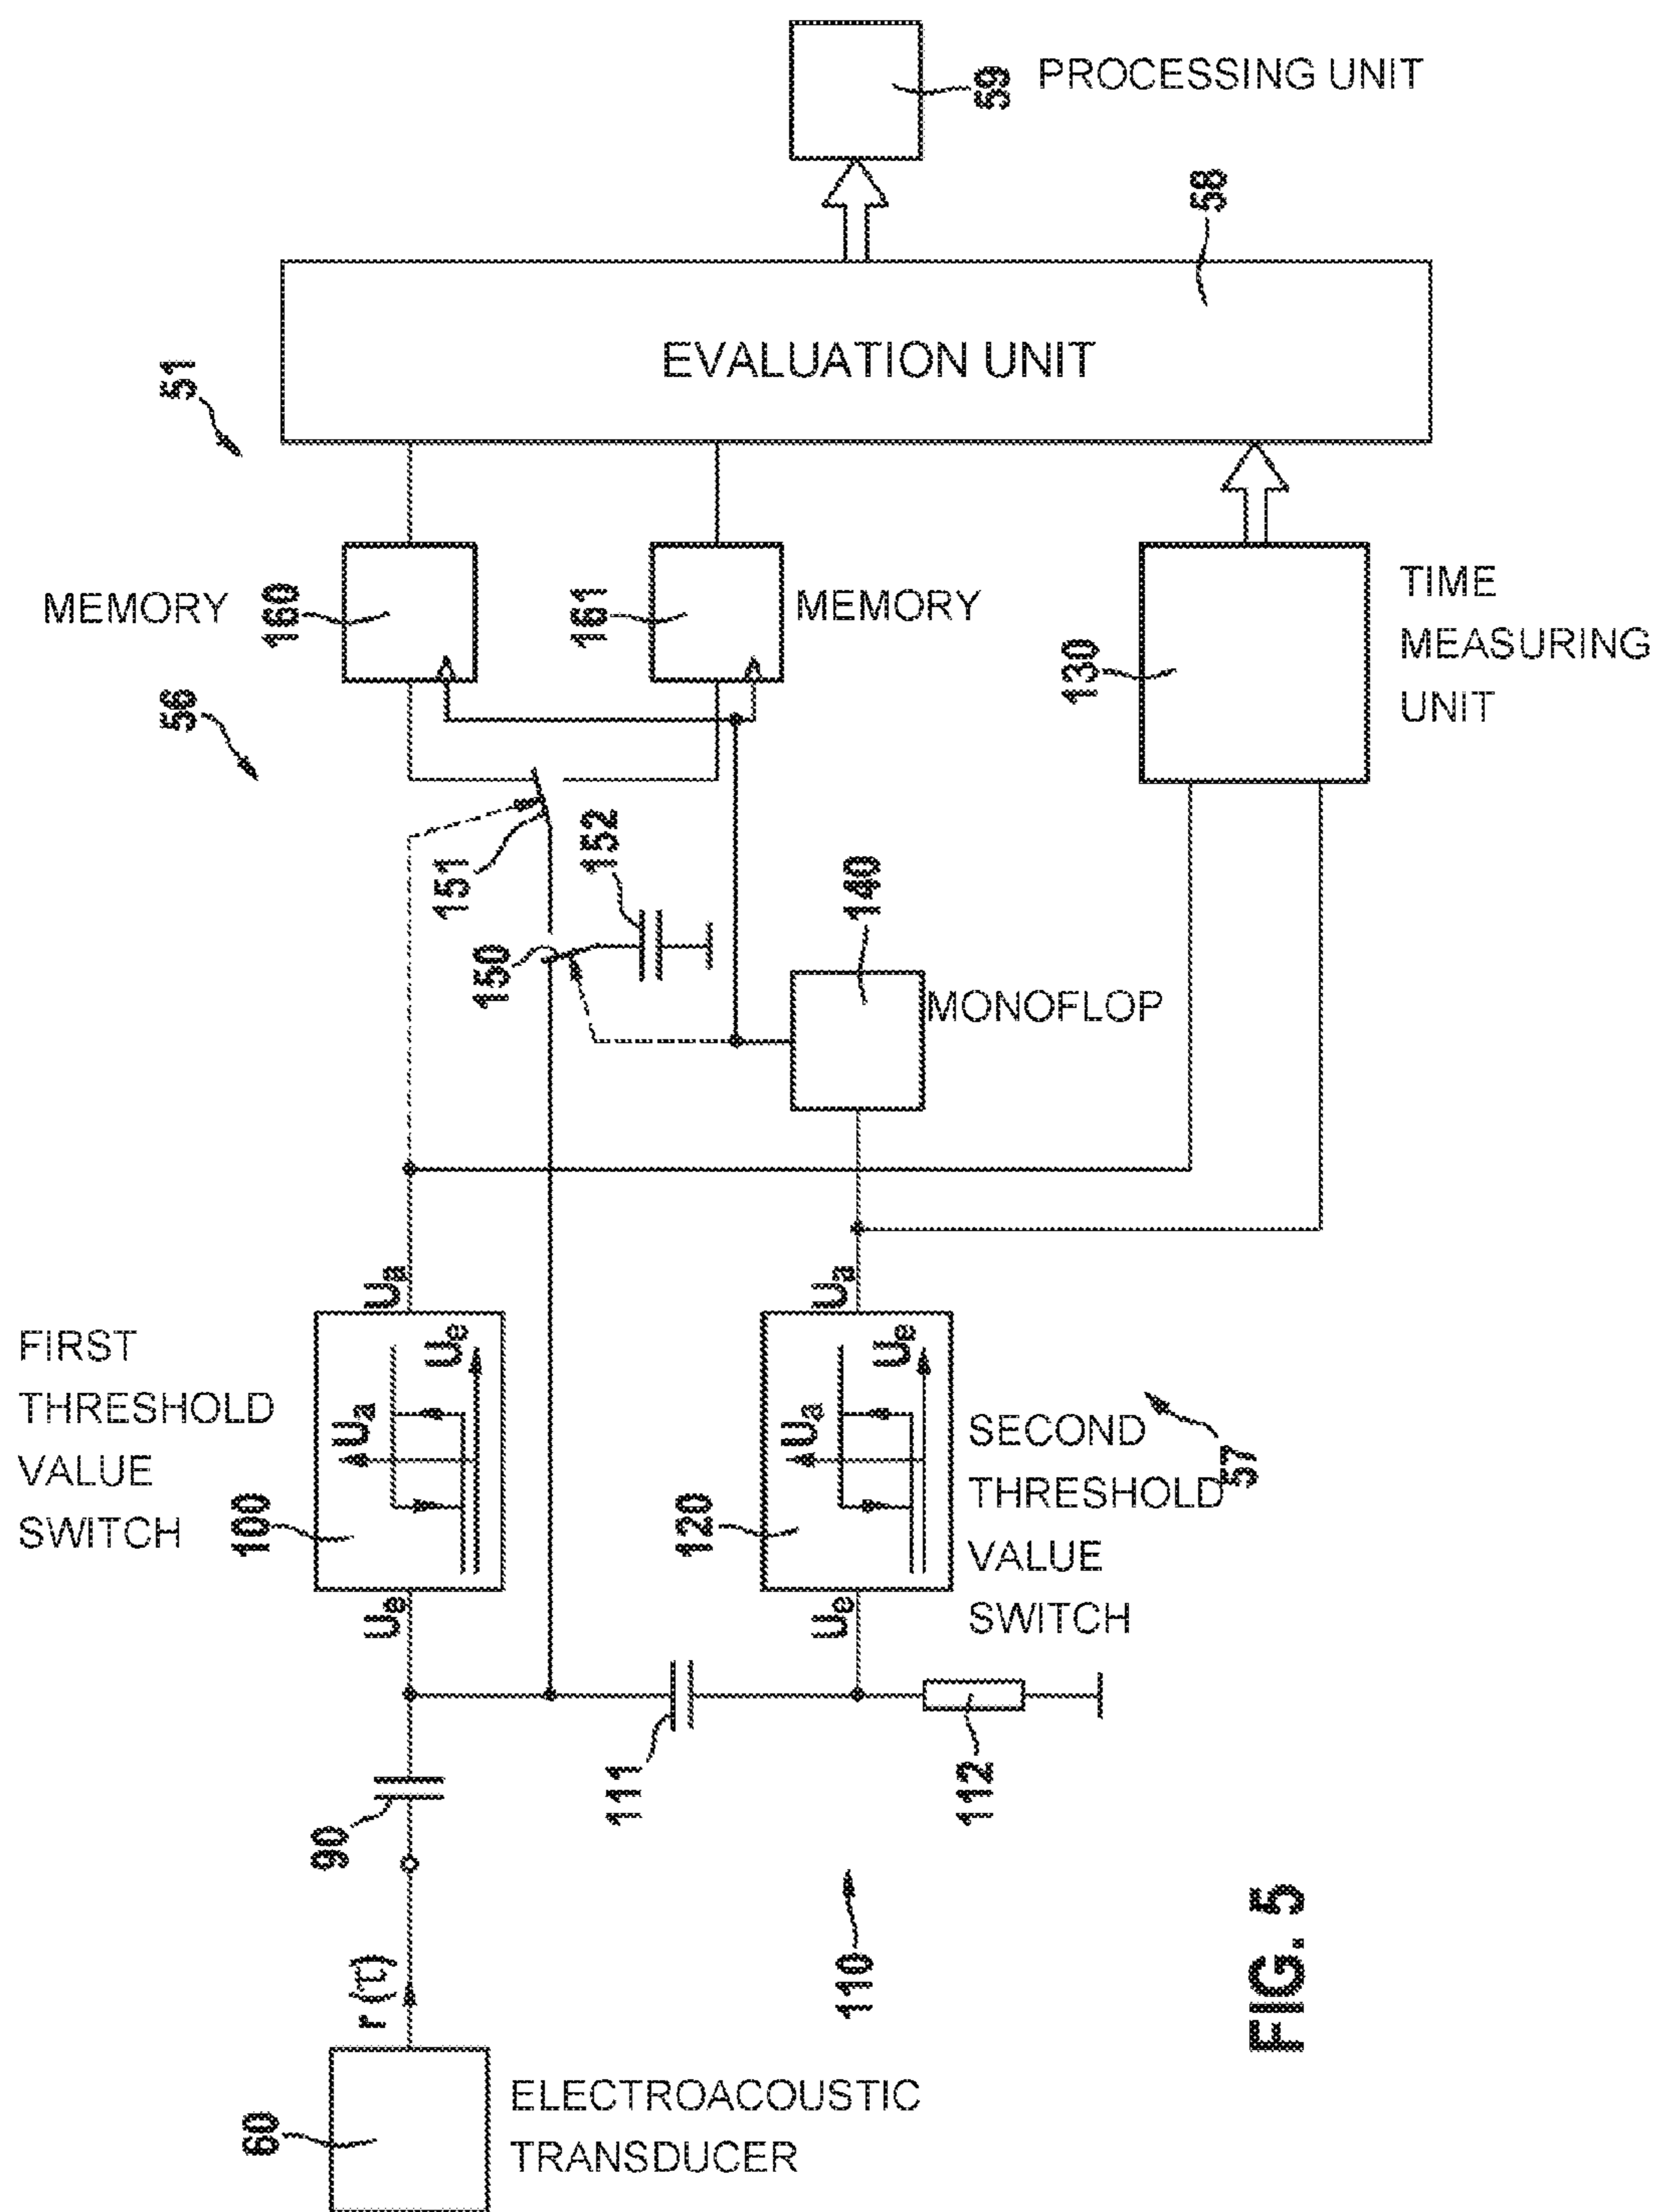 59
PROCESSING UNIT
58
EVALUATION UNIT
51
MEMORY
160
161
MEMORY
130
TIME
MEASURING
UNIT
56
151
152
150
140
MONOFLOP
FIRST
THRESHOLD
VALUE
SWITCH
100
Ua
Ua
Ue
Ue
120
Ua
Ua
Ue
Ue
SECOND
THRESHOLD
VALUE
SWITCH
57
90
111
112
110
r(τ)
60
ELECTROACOUSTIC
TRANSDUCER
FIG. 5